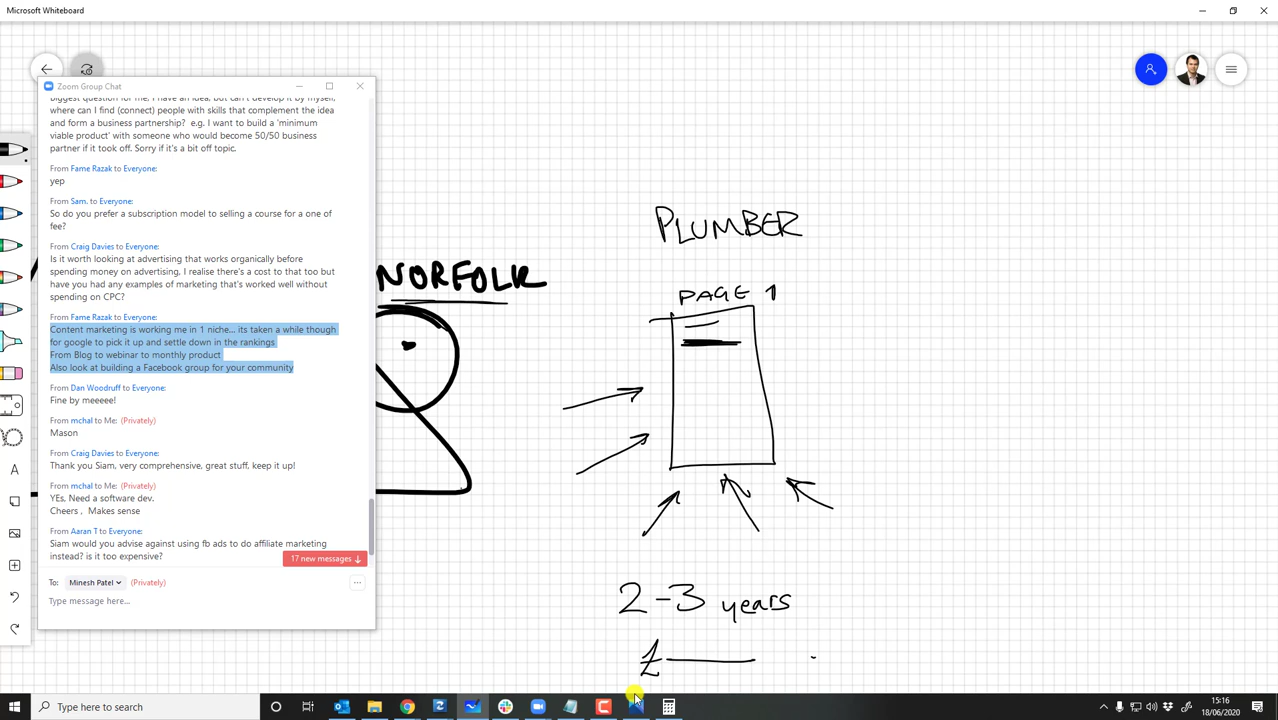 Microsoft Whiteboard
Zoom Group Chat
biggest question for me, I have an idea, but can't develop it by myself,
where can I find (connect) people with skills that complement the idea
and form a business partnership? e.g. I want to build a 'minimum
viable product' with someone who would become 50/50 business
partner if it took off. Sorry if it's a bit off topic.
From Fame Razak to Everyone:
yep
From Sam. to Everyone:
So do you prefer a subscription model to selling a course for a one of
fee?
From Craig Davies to Everyone:
Is it worth looking at advertising that works organically before
spending money on advertising. I realise there's a cost to that too but
have you had any examples of marketing that's worked well without
spending on CPC?
From Fame Razak to Everyone:
Content marketing is working me in 1 niche... its taken a while though
for google to pick it up and settle down in the rankings
From Blog to webinar to monthly product
Also look at building a Facebook group for your community
From Dan Woodruff to Everyone:
Fine by meeeee!
From mchal to Me: (Privately)
Mason
From Craig Davies to Everyone:
Thank you Siam, very comprehensive, great stuff, keep it up!
From mchal to Me: (Privately)
YEs, Need a software dev.
Cheers , Makes sense
From Aaran T to Everyone:
Siam would you advise against using fb ads to do affiliate marketing
instead? is it too expensive?
17 new messages
To: Minesh Patel (Privately)
Type message here...
NORFOLK
PLUMBER
PAGE 1
2-3 years
£
Type here to search
15:16
18/06/2020